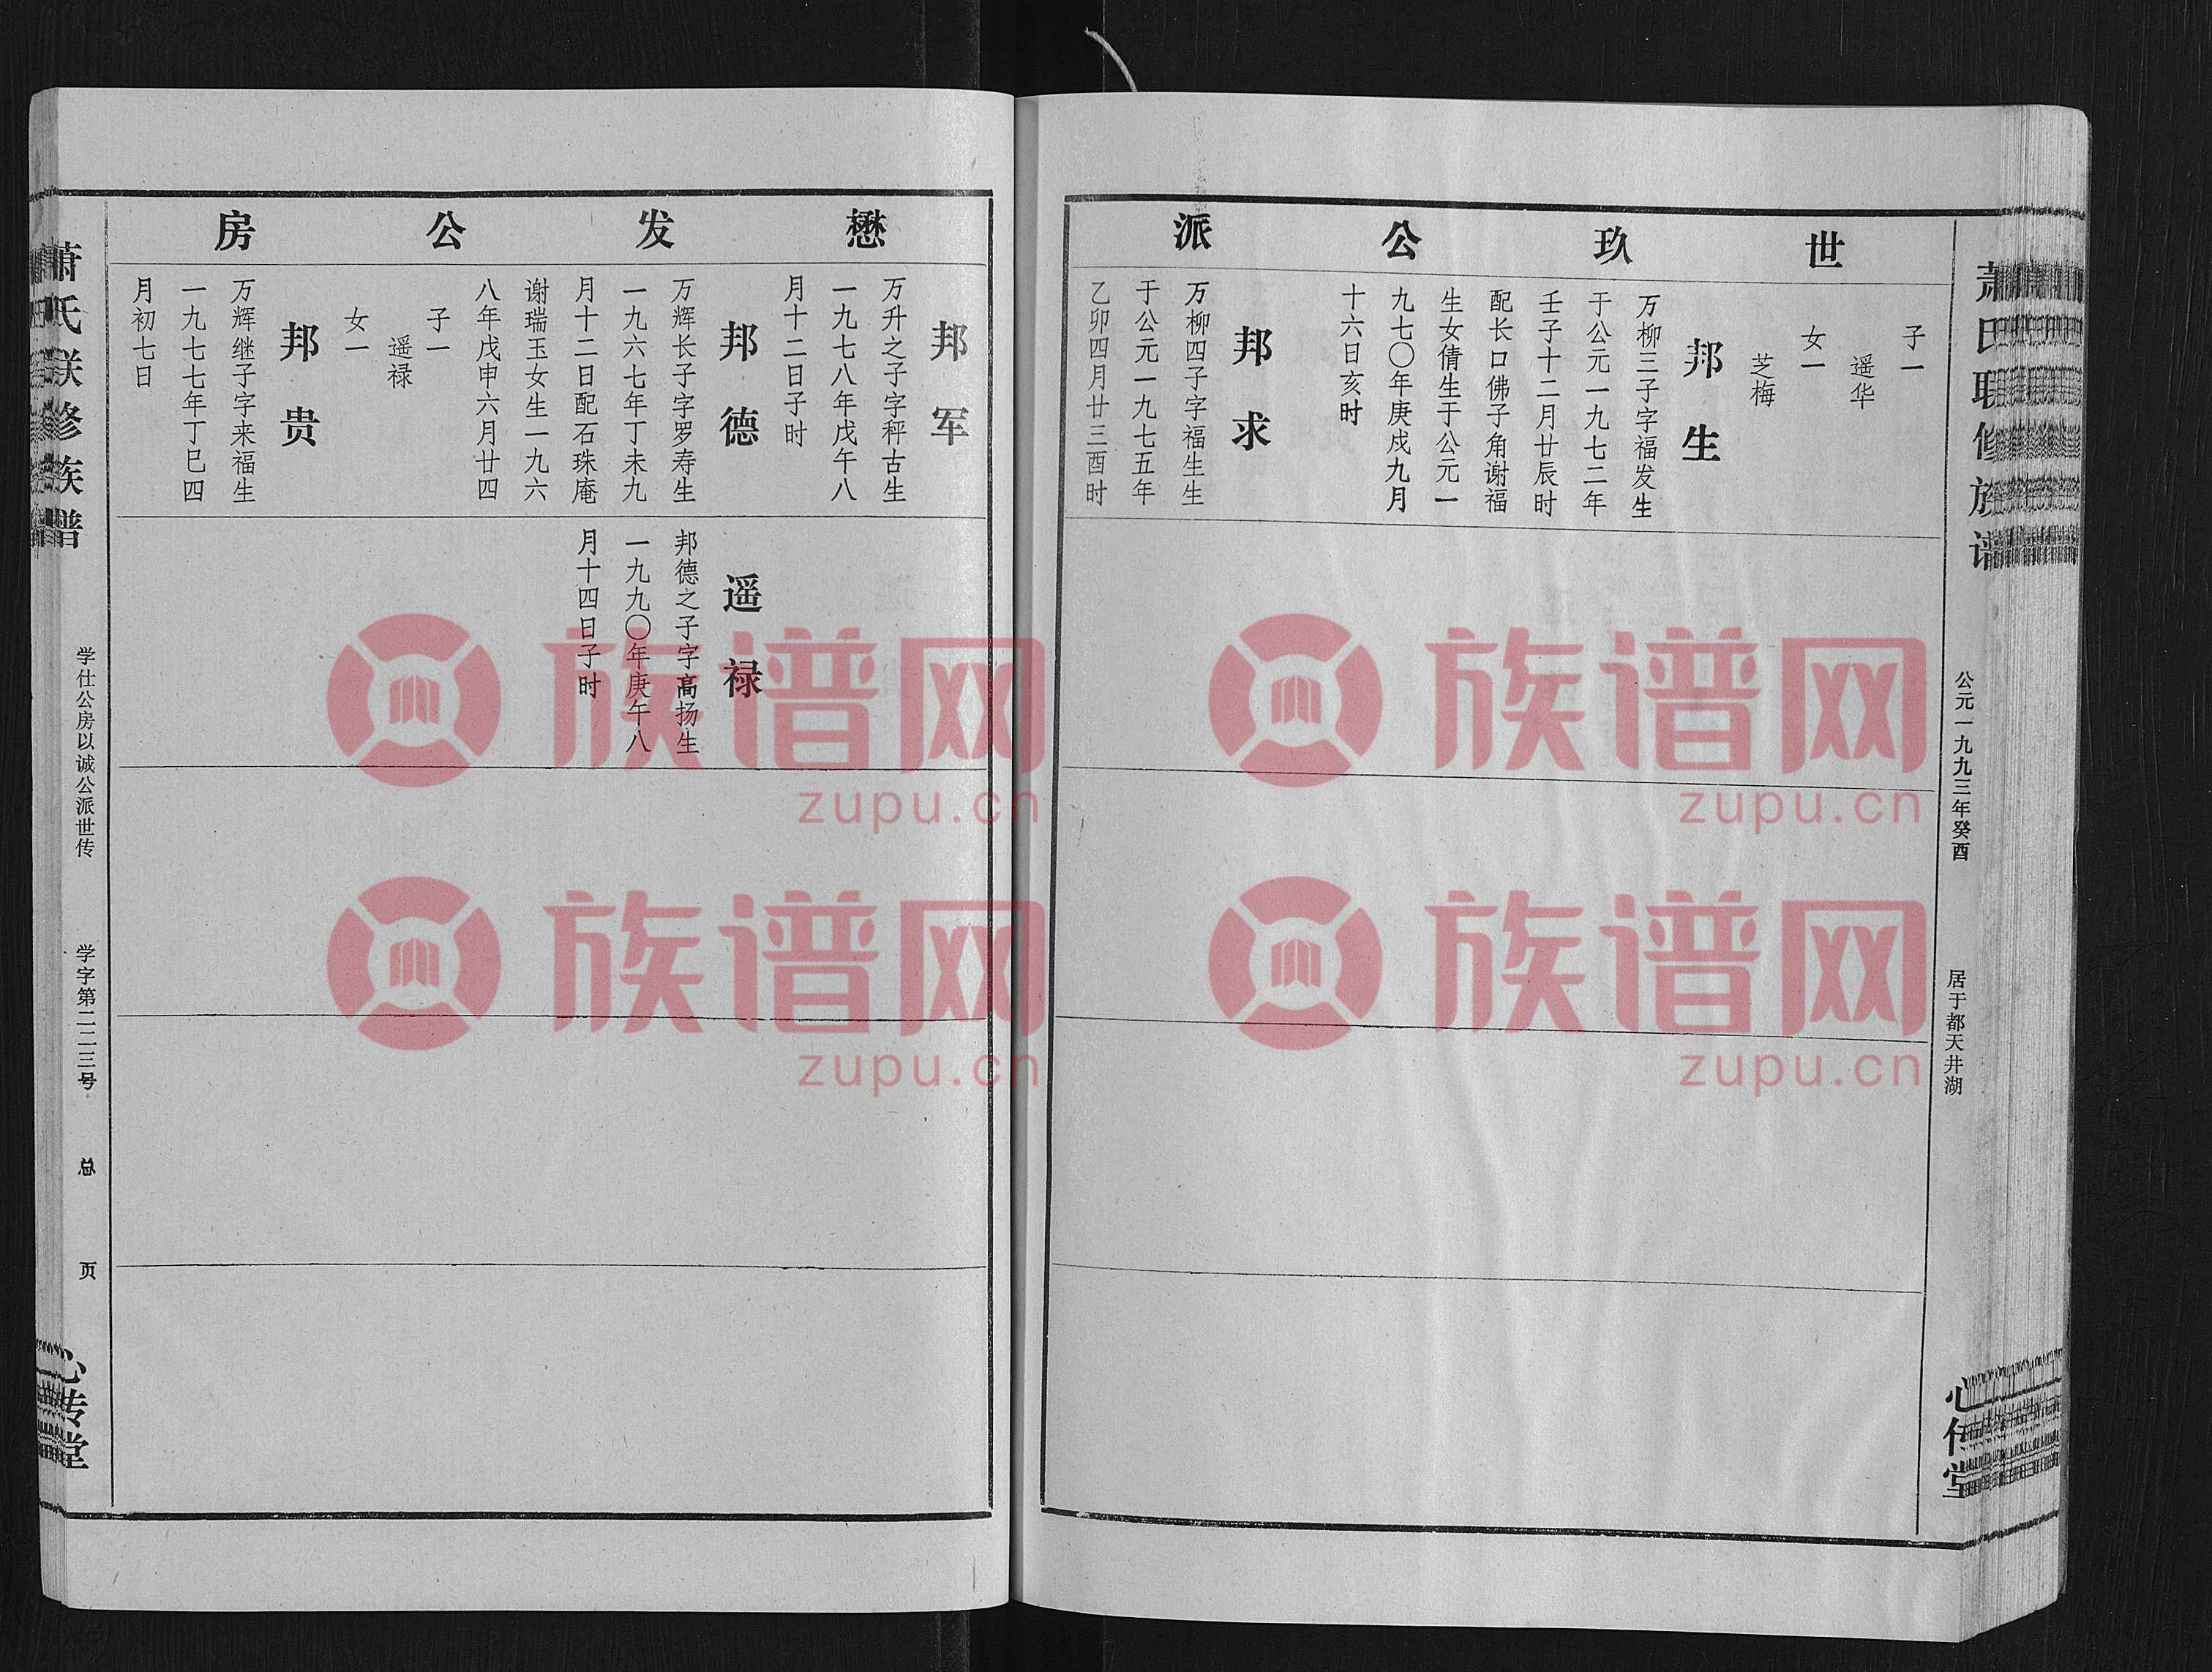 萧氏联修族谱
公元一九九三年癸酉
居于都天井湖
心传堂
世玖公派
子一
遥华
女一
芝梅
邦生
万柳三子字福发生
于公元一九七二年
壬子十二月廿辰时
配长口佛子角谢福
生女倩生于公元一
九七〇年庚戌九月
十六日亥时
邦求
万柳四子字福生生
于公元一九七五年
乙卯四月廿三酉时
懋发公房
邦军
万升之子字秤古生
一九七八年戊午八
月十二日子时
邦德
万辉长子字罗寿生
一九六七年丁未九
月十二日配石珠庵
谢瑞玉女生一九六
八年戊申六月廿四
子一
遥禄
女一
邦贵
万辉继子字来福生
一九七七年丁巳四
月初七日
遥禄
邦德之子字高扬生
一九九〇年庚午八
月十四日子时
萧氏联修族谱
学仕公房以诚公派世传
学字第二二三号
总页
心传堂
族谱网
zupu.cn
族谱网
zupu.cn
族谱网
zupu.cn
族谱网
zupu.cn